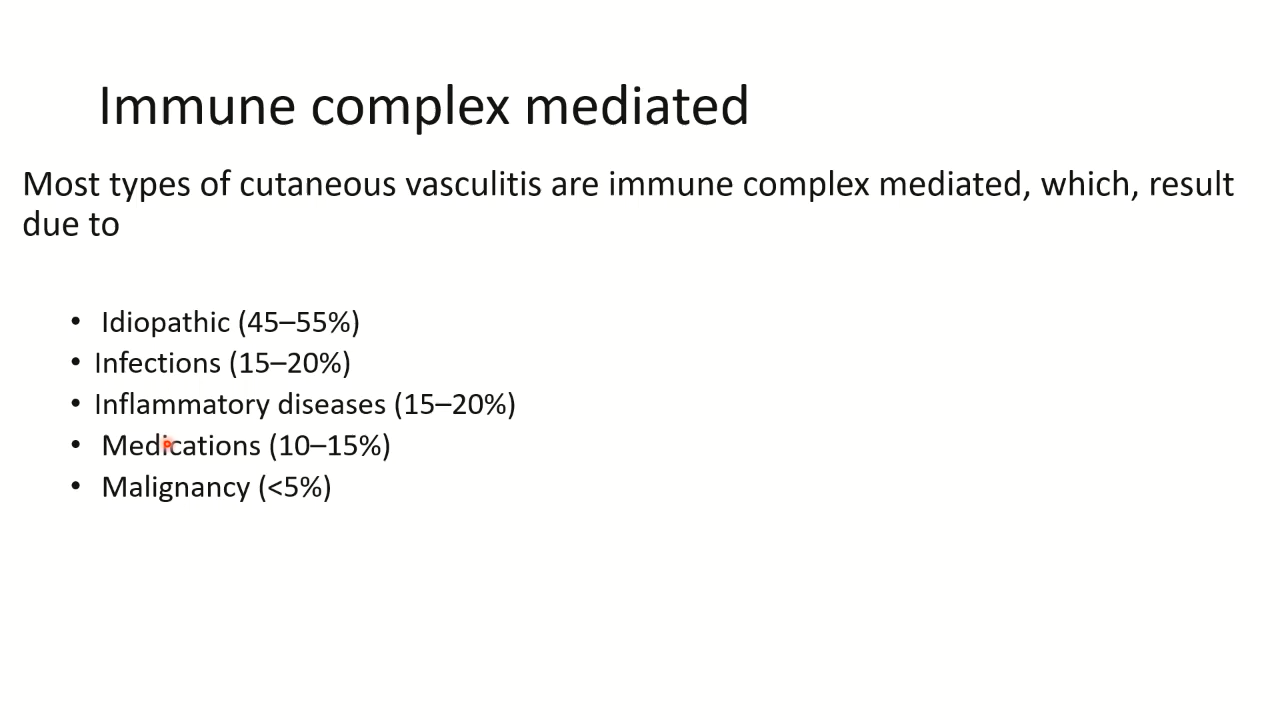 Immune complex mediated
Most types of cutaneous vasculitis are immune complex mediated, which, result
due to
• Idiopathic (45–55%)
• Infections (15–20%)
• Inflammatory diseases (15–20%)
• Medications (10–15%)
• Malignancy (<5%)